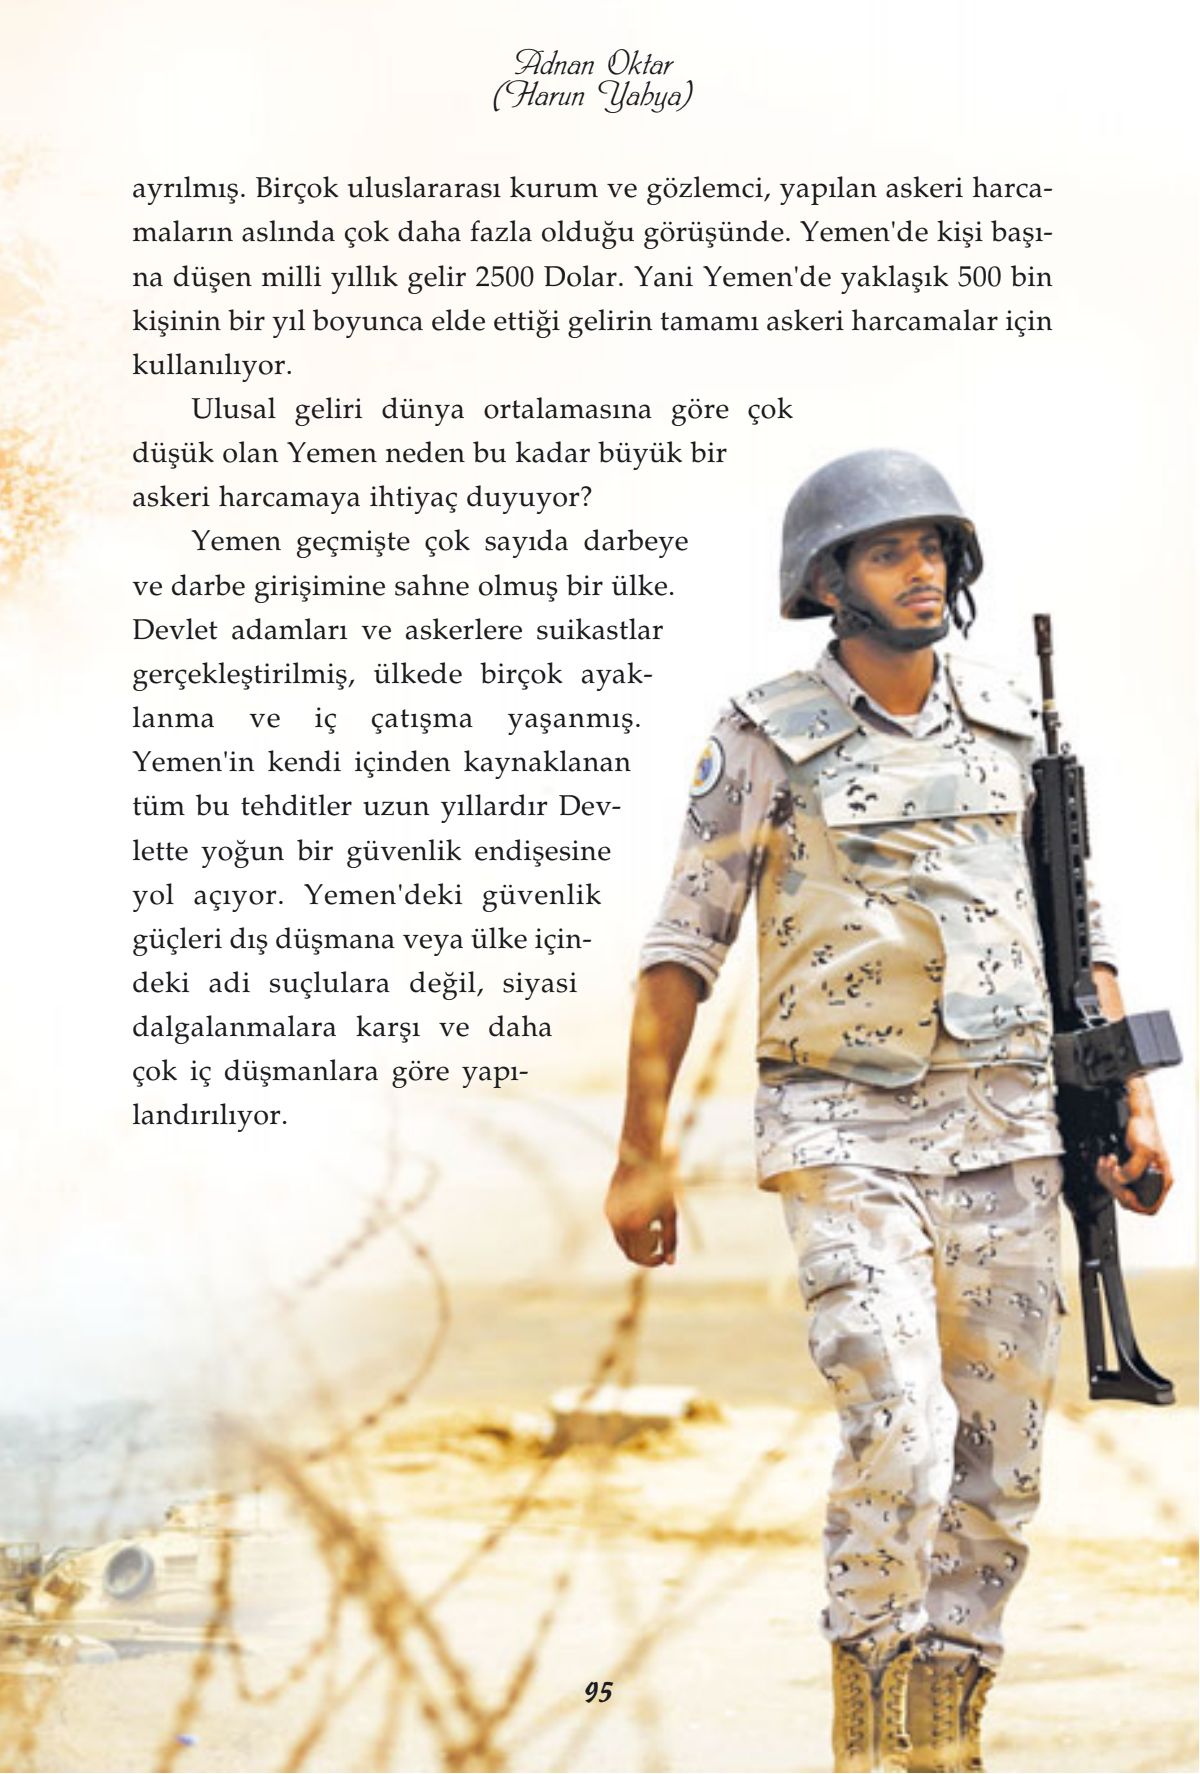 Adnan Oktar
(Harun Yahya)
ayrılmış. Birçok uluslararası kurum ve gözlemci, yapılan askeri harca-
maların aslında çok daha fazla olduğu görüşünde. Yemen'de kişi başı-
na düşen milli yıllık gelir 2500 Dolar. Yani Yemen'de yaklaşık 500 bin
kişinin bir yıl boyunca elde ettiği gelirin tamamı askeri harcamalar için
kullanılıyor.
Ulusal geliri dünya ortalamasına göre çok
düşük olan Yemen neden bu kadar büyük bir
askeri harcamaya ihtiyaç duyuyor?
Yemen geçmişte çok sayıda darbeye
ve darbe girişimine sahne olmuş bir ülke.
Devlet adamları ve askerlere suikastlar
gerçekleştirilmiş, ülkede birçok ayak-
lanma ve iç çatışma yaşanmış.
Yemen'in kendi içinden kaynaklanan
tüm bu tehditler uzun yıllardır Dev-
lette yoğun bir güvenlik endişesine
yol açıyor. Yemen'deki güvenlik
güçleri dış düşmana veya ülke için-
deki adi suçlulara değil, siyasi
dalgalanmalara karşı ve daha
çok iç düşmanlara göre yapı-
landırılıyor.
95